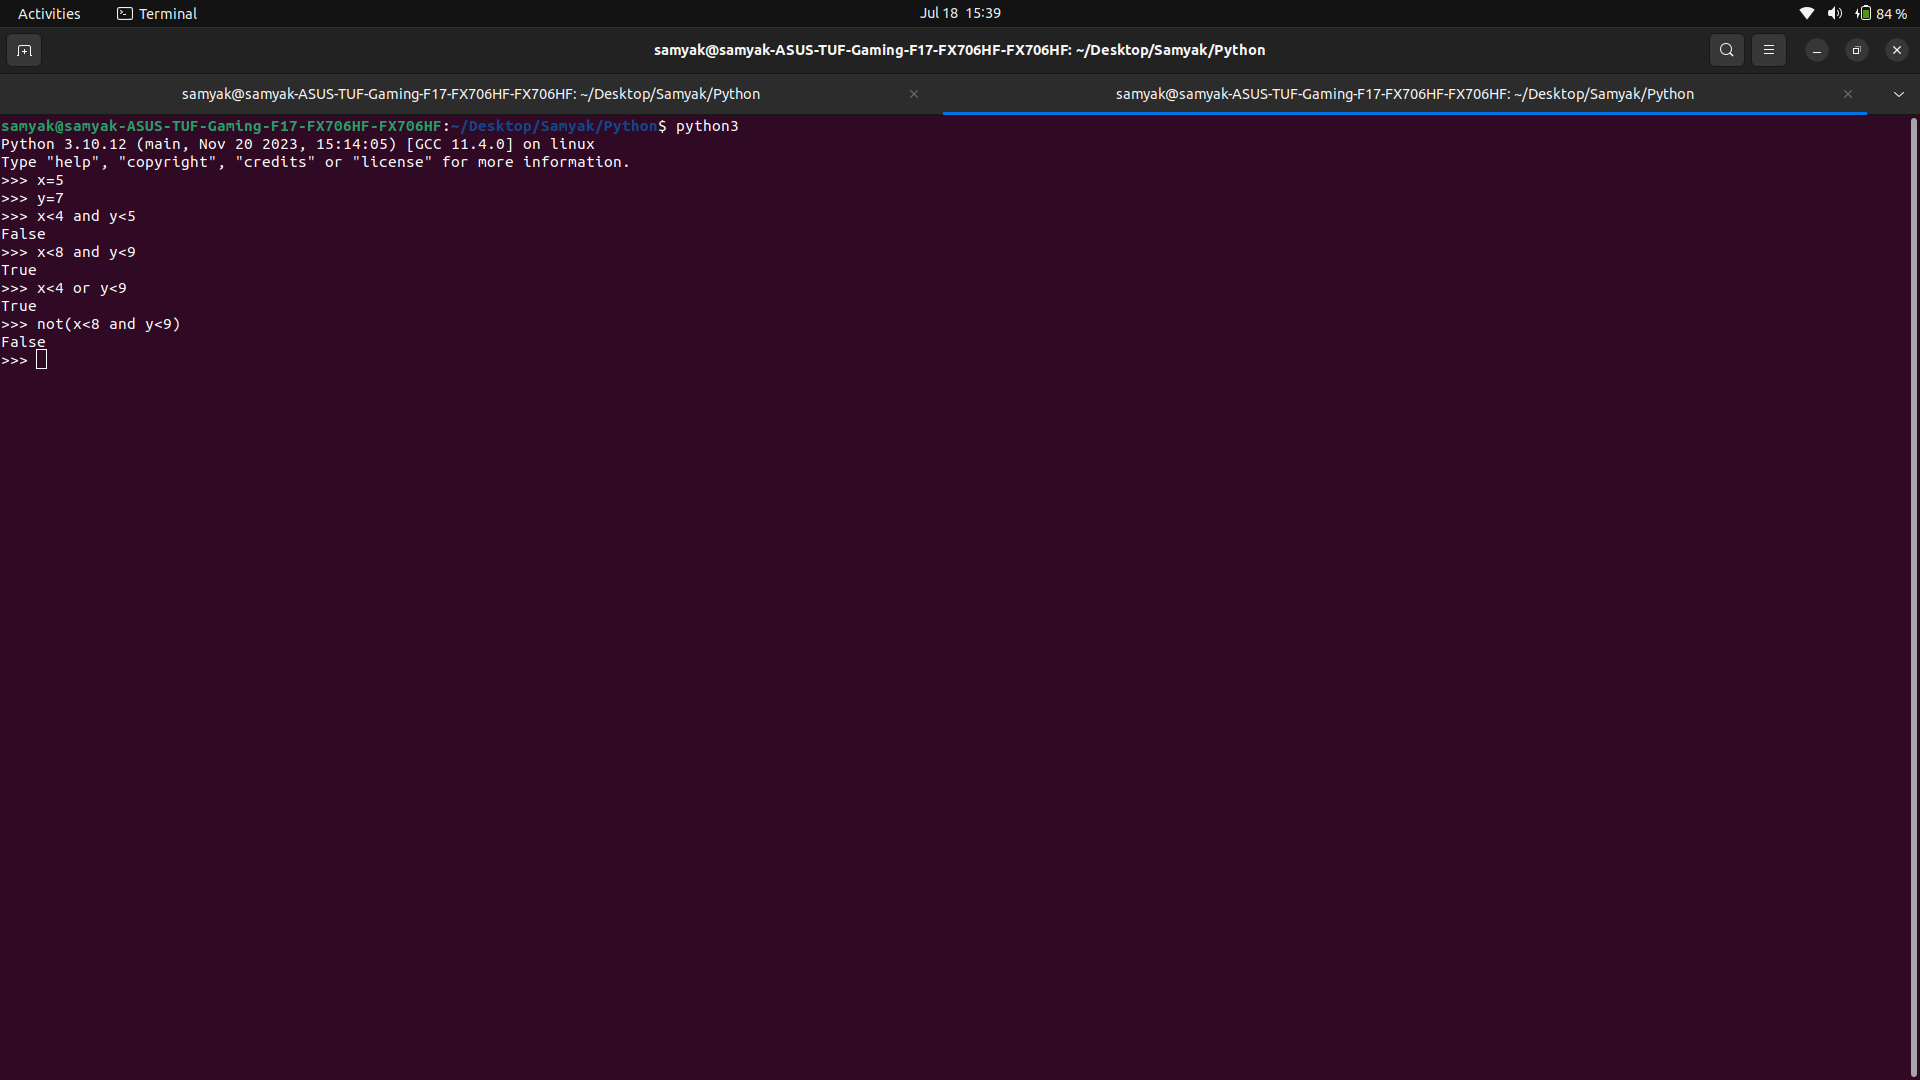 Activities Terminal Jul 18 15:39 84 %
samyak@samyak-ASUS-TUF-Gaming-F17-FX706HF-FX706HF: ~/Desktop/Samyak/Python
samyak@samyak-ASUS-TUF-Gaming-F17-FX706HF-FX706HF: ~/Desktop/Samyak/Python samyak@samyak-ASUS-TUF-Gaming-F17-FX706HF-FX706HF: ~/Desktop/Samyak/Python
samyak@samyak-ASUS-TUF-Gaming-F17-FX706HF-FX706HF:~/Desktop/Samyak/Python$ python3
Python 3.10.12 (main, Nov 20 2023, 15:14:05) [GCC 11.4.0] on linux
Type "help", "copyright", "credits" or "license" for more information.
>>> x=5
>>> y=7
>>> x<4 and y<5
False
>>> x<8 and y<9
True
>>> x<4 or y<9
True
>>> not(x<8 and y<9)
False
>>>